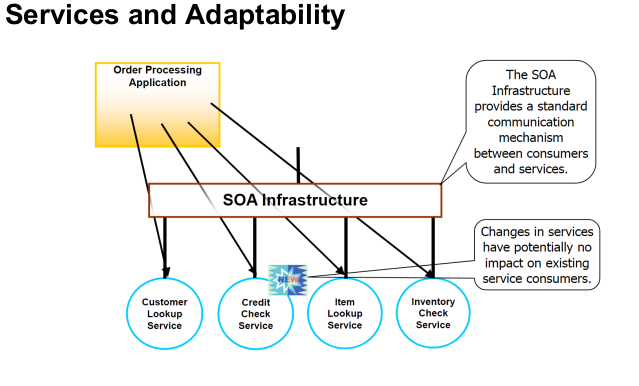 Services and Adaptability
Order Processing
Application
The SOA
Infrastructure
provides a standard
communication
mechanism
between consumers
and services.
SOA Infrastructure
Changes in services
have potentially no
impact on existing
service consumers.
NEW
Customer
Lookup
Service
Credit
Check
Service
Item
Lookup
Service
Inventory
Check
Service